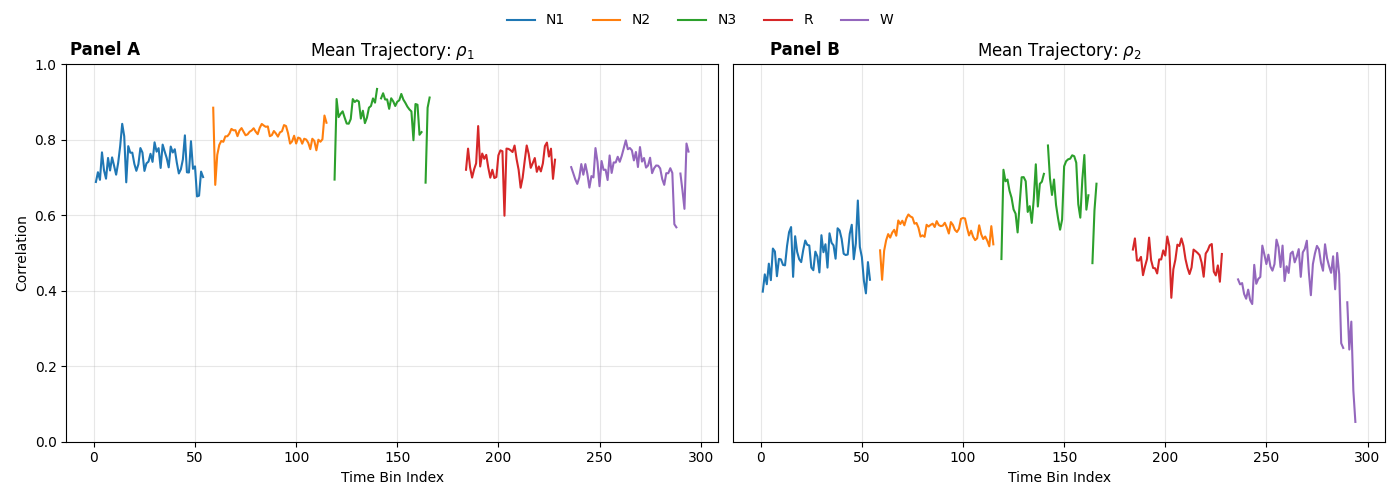 N1 N2 N3 R W
Panel A Mean Trajectory: ρ₁
Panel B Mean Trajectory: ρ₂
1.0
0.8
0.6
0.4
0.2
0.0
Correlation
0 50 100 150 200 250 300
0 50 100 150 200 250 300
Time Bin Index
Time Bin Index